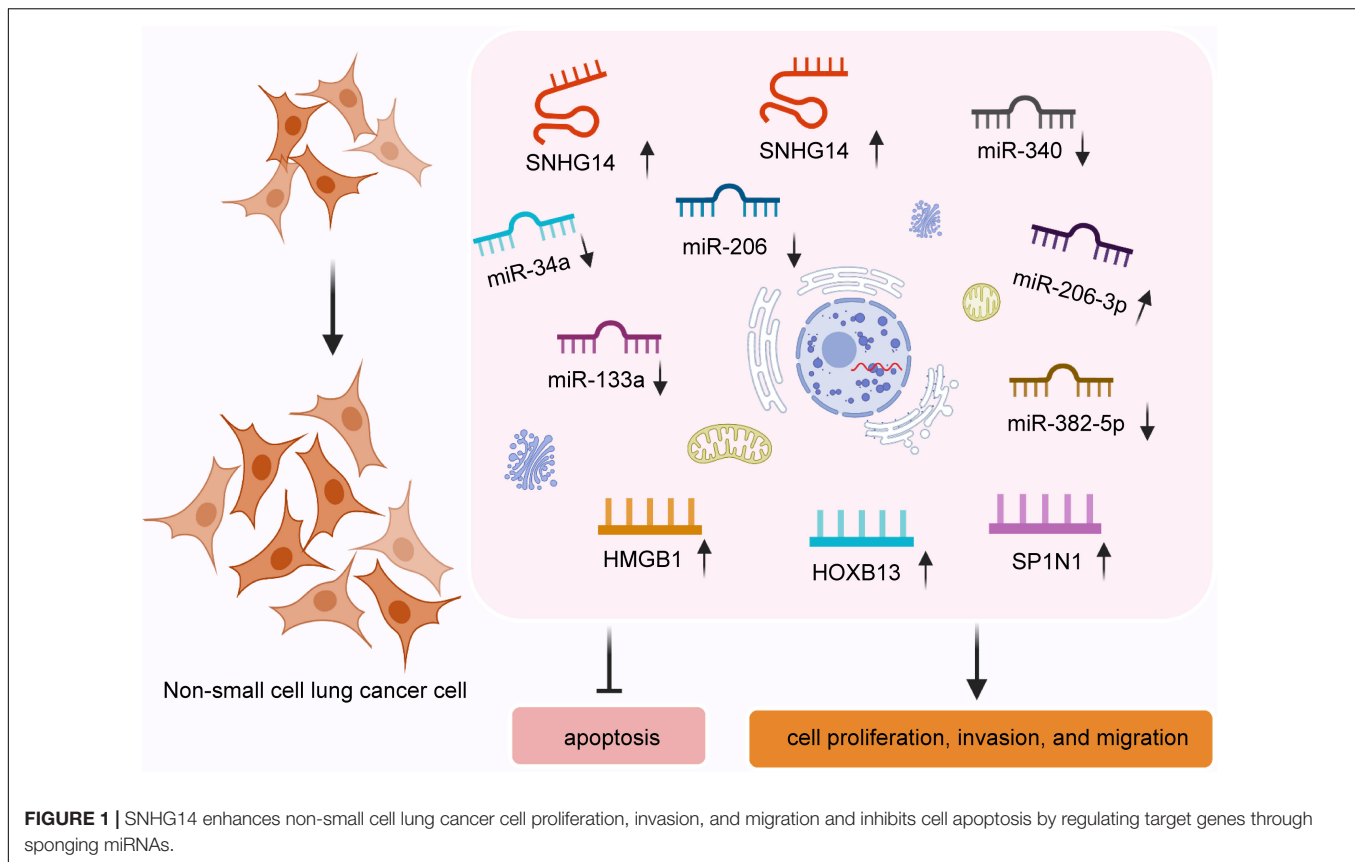 SNHG14
SNHG14
miR-340
miR-34a
miR-206
miR-206-3p
miR-133a
miR-382-5p
HMGB1
HOXB13
SP1N1
Non-small cell lung cancer cell
apoptosis
cell proliferation, invasion, and migration
FIGURE 1 | SNHG14 enhances non-small cell lung cancer cell proliferation, invasion, and migration and inhibits cell apoptosis by regulating target genes through
sponging miRNAs.